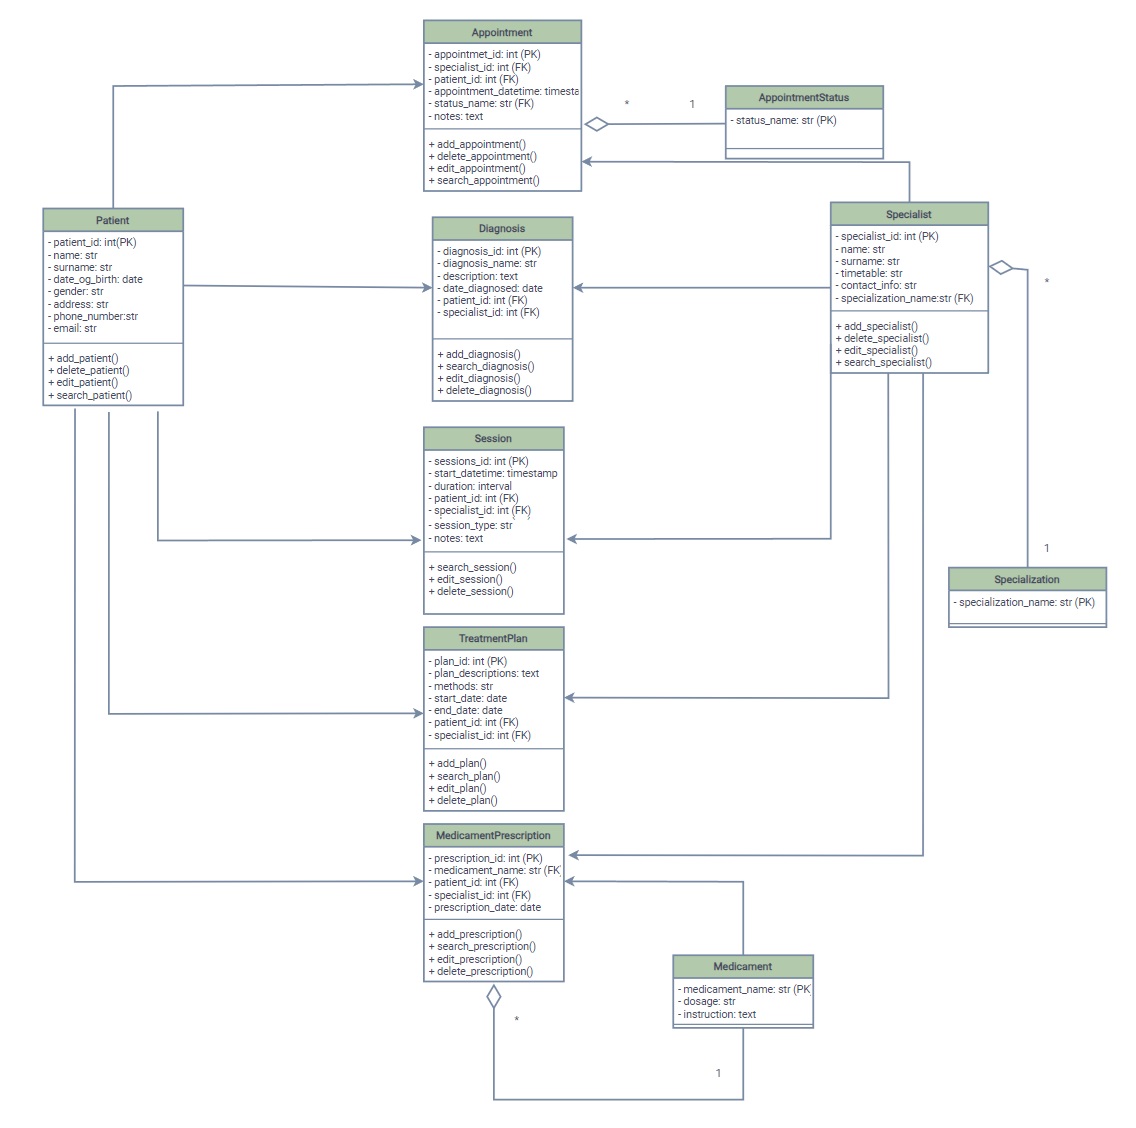 Appointment
- appointmet_id: int (PK)
- specialist_id: int (FK)
- patient_id: int (FK)
- appointment_datetime: timesta
- status_name: str (FK)
- notes: text
+ add_appointment()
+ delete_appointment()
+ edit_appointment()
+ search_appointment()
*
1
AppointmentStatus
- status_name: str (PK)
Patient
- patient_id: int(PK)
- name: str
- surname: str
- date_og_birth: date
- gender: str
- address: str
- phone_number:str
- email: str
+ add_patient()
+ delete_patient()
+ edit_patient()
+ search_patient()
Diagnosis
- diagnosis_id: int (PK)
- diagnosis_name: str
- description: text
- date_diagnosed: date
- patient_id: int (FK)
- specialist_id: int (FK)
+ add_diagnosis()
+ search_diagnosis()
+ edit_diagnosis()
+ delete_diagnosis()
Specialist
- specialist_id: int (PK)
- name: str
- surname: str
- timetable: str
- contact_info: str
- specialization_name:str (FK)
+ add_specialist()
+ delete_specialist()
+ edit_specialist()
+ search_specialist()
*
1
Session
- sessions_id: int (PK)
- start_datetime: timestamp
- duration: interval
- patient_id: int (FK)
- specialist_id: int (FK)
- session_type: str
- notes: text
+ search_session()
+ edit_session()
+ delete_session()
Specialization
- specialization_name: str (PK)
TreatmentPlan
- plan_id: int (PK)
- plan_descriptions: text
- methods: str
- start_date: date
- end_date: date
- patient_id: int (FK)
- specialist_id: int (FK)
+ add_plan()
+ search_plan()
+ edit_plan()
+ delete_plan()
MedicamentPrescription
- prescription_id: int (PK)
- medicament_name: str (FK
- patient_id: int (FK)
- specialist_id: int (FK)
- prescription_date: date
+ add_prescription()
+ search_prescription()
+ edit_prescription()
+ delete_prescription()
Medicament
- medicament_name: str (PK
- dosage: str
- instruction: text
*
1